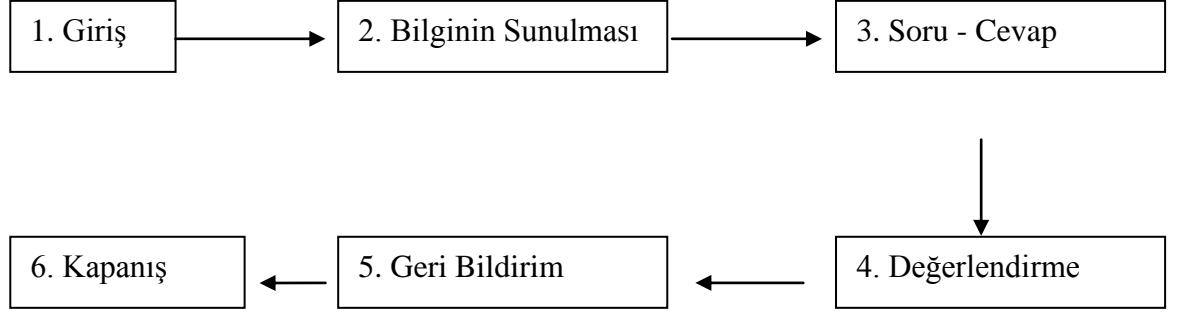 1. Giriş
2. Bilginin Sunulması
3. Soru - Cevap
4. Değerlendirme
5. Geri Bildirim
6. Kapanış